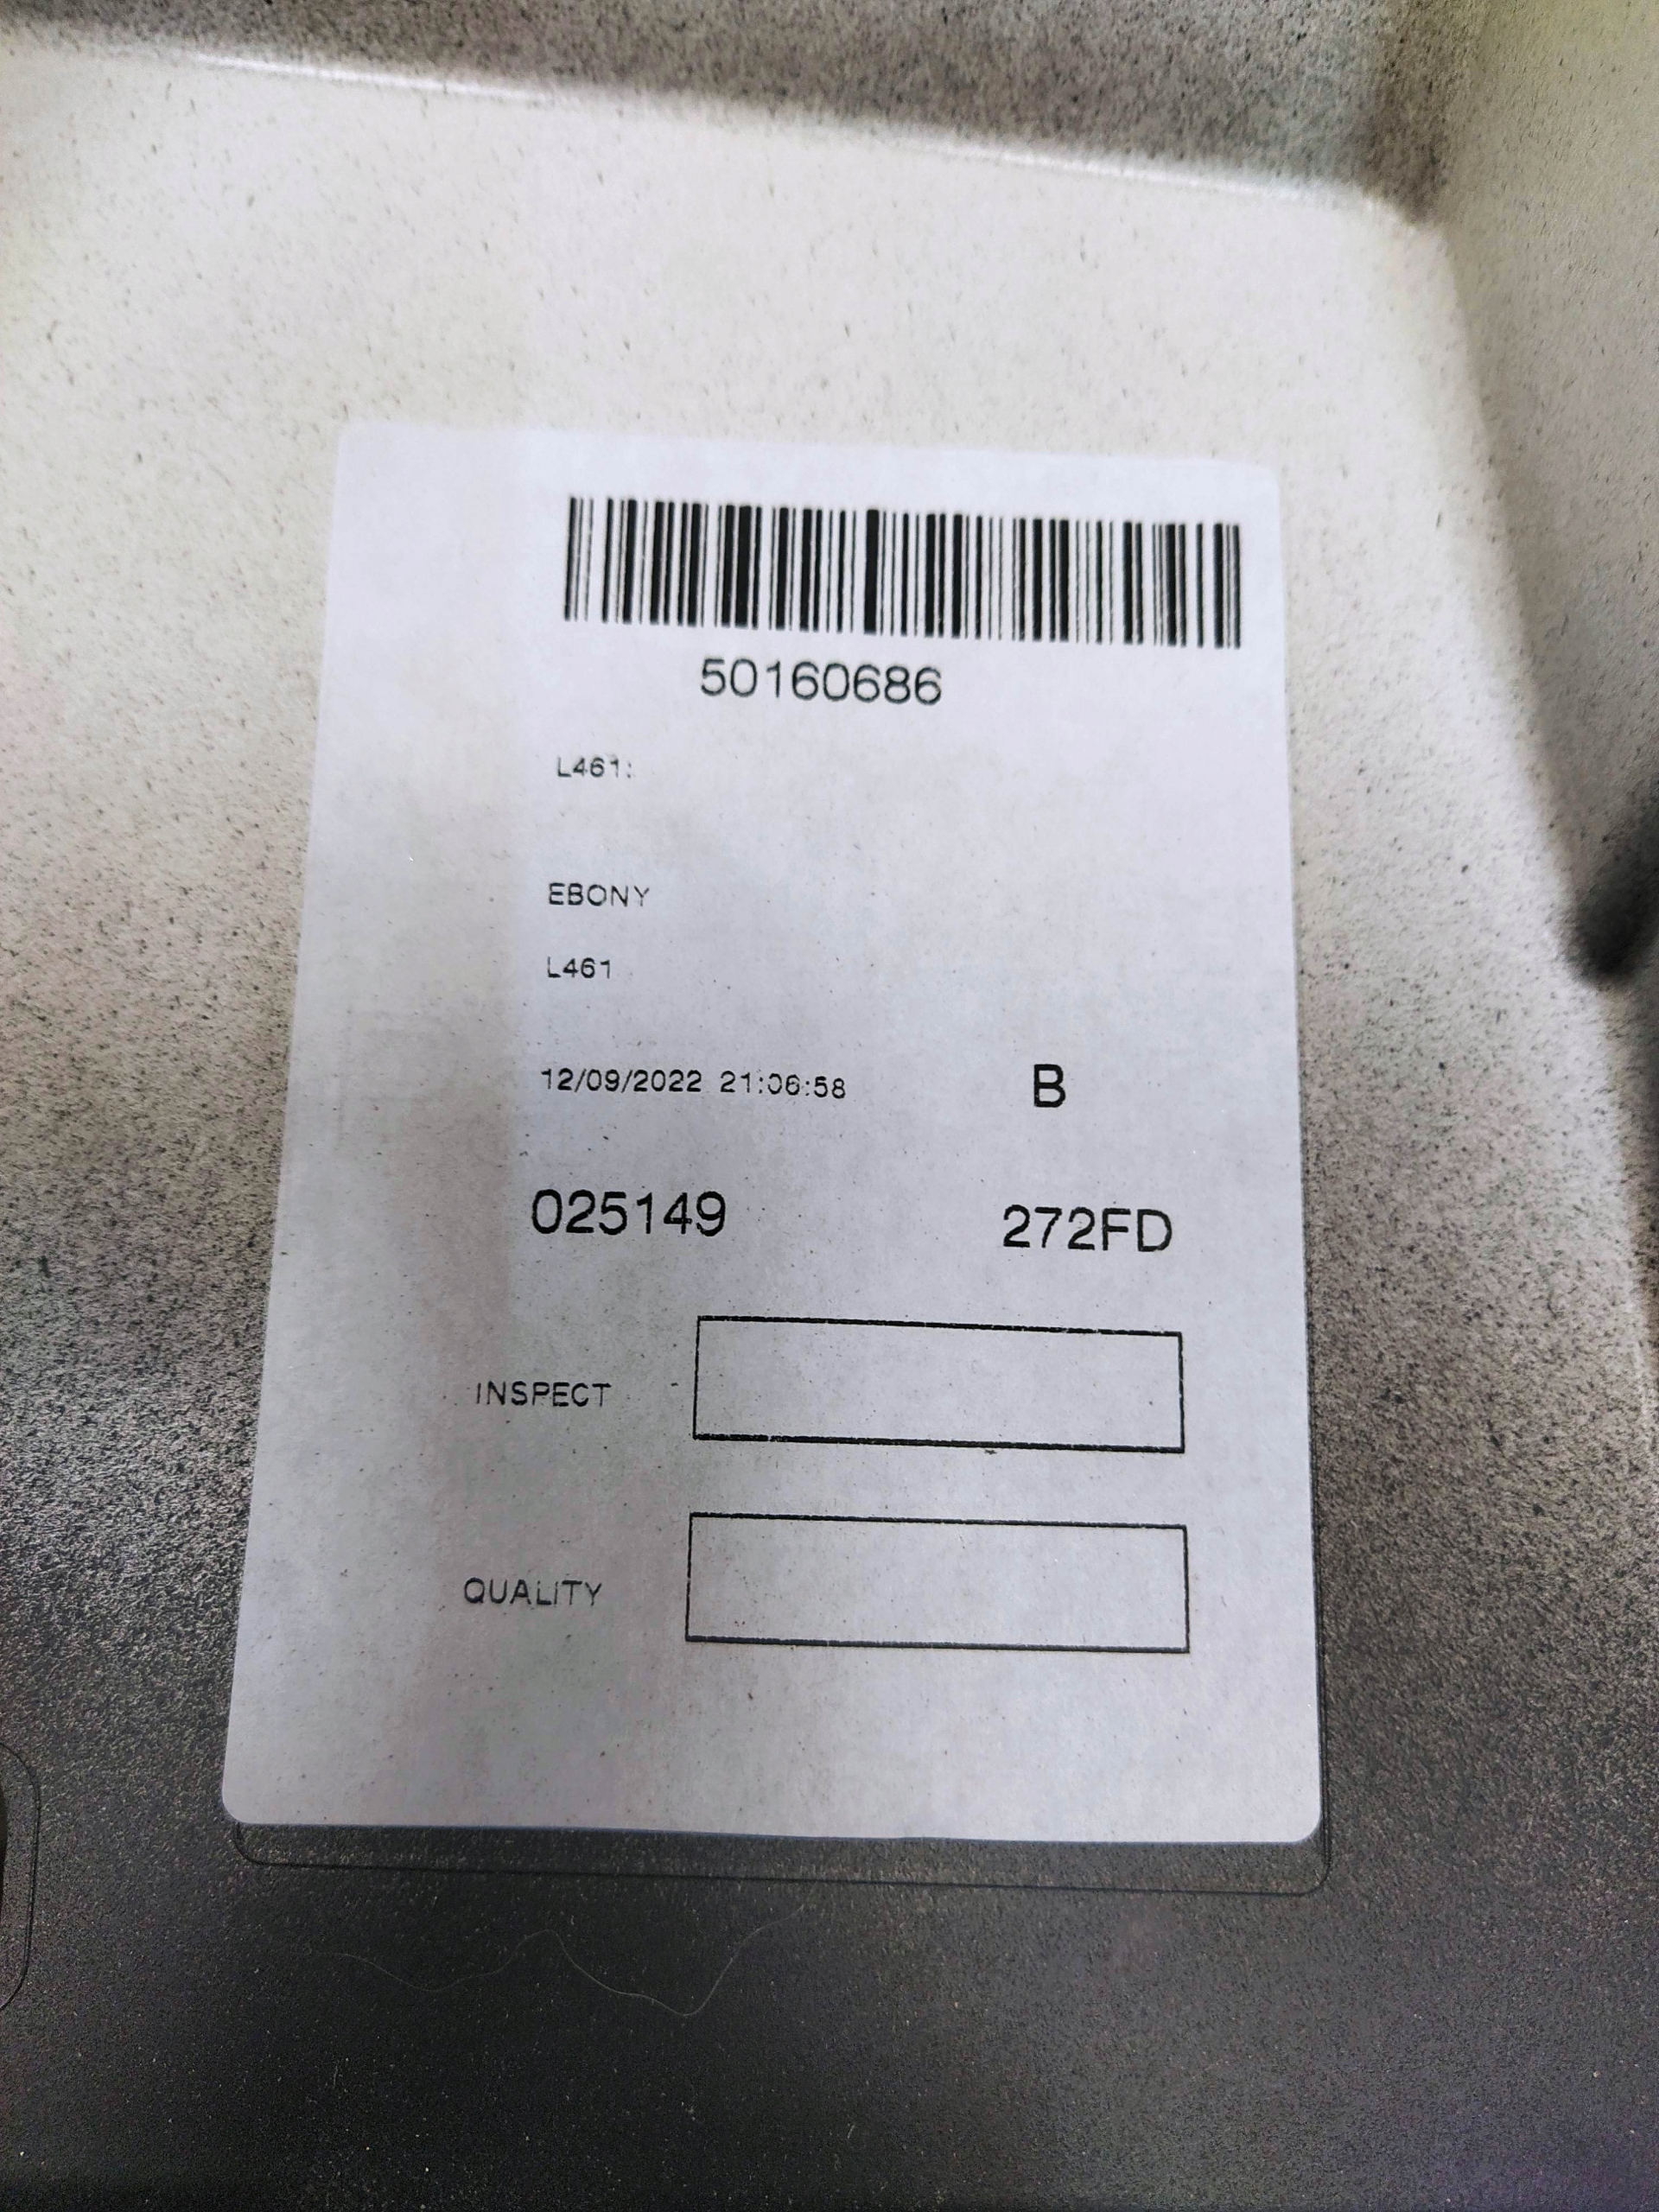 50160686
L461:
EBONY
L461
12/09/2022 21:06:58 B
025149 272FD
INSPECT
QUALITY